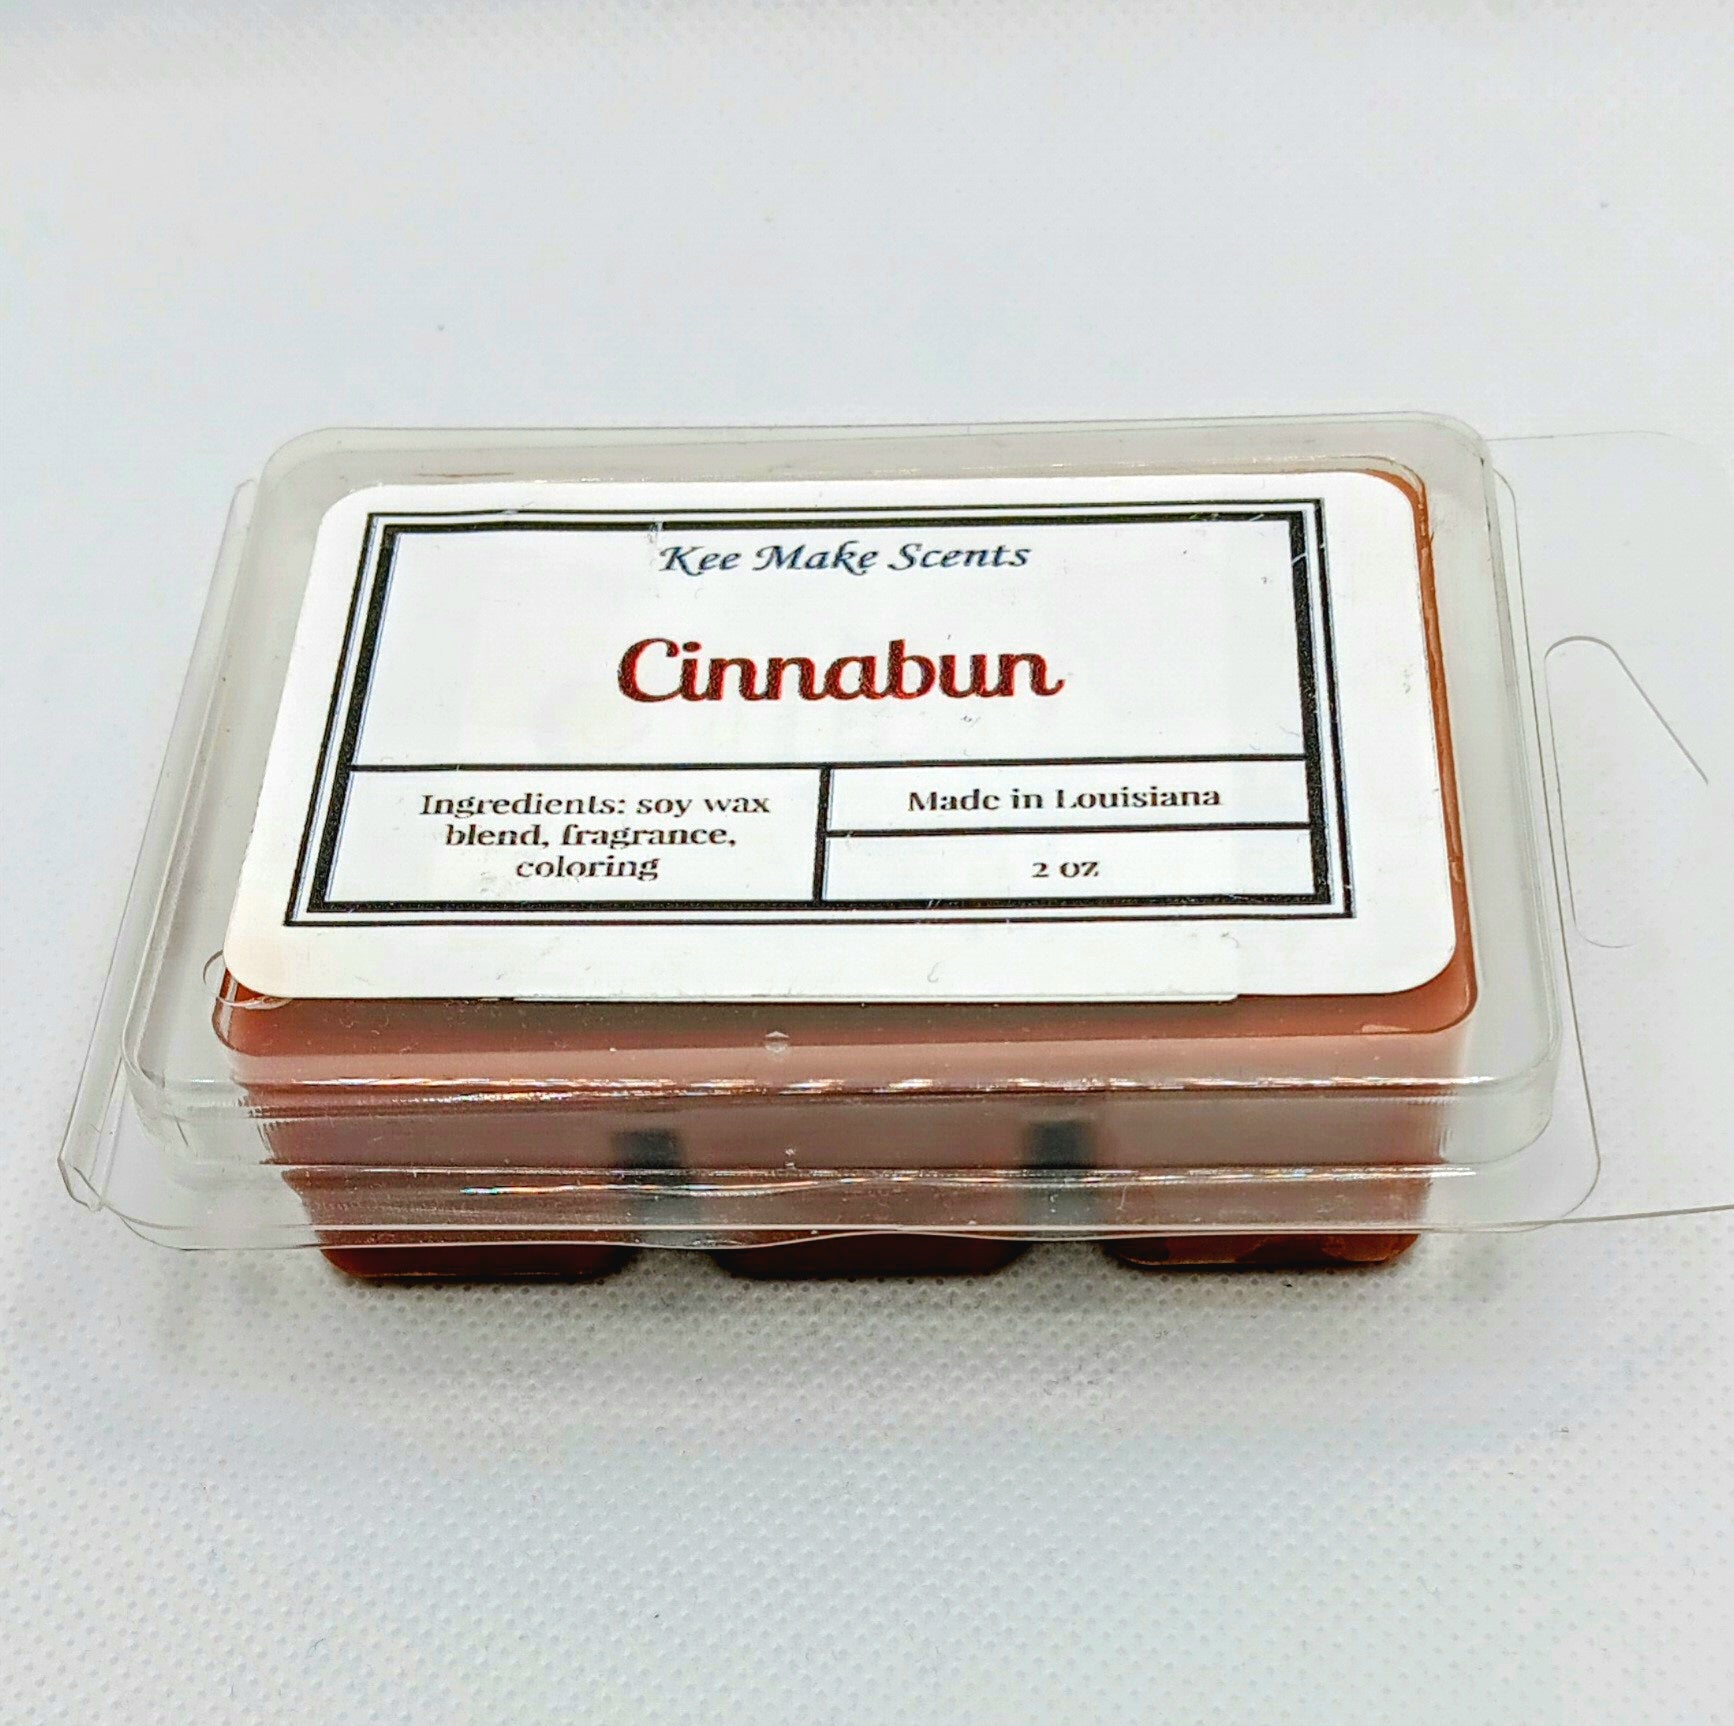 Kee Make Scents
Cinnabun
Ingredients: soy wax
blend, fragrance,
coloring
Made in Louisiana
2 oz